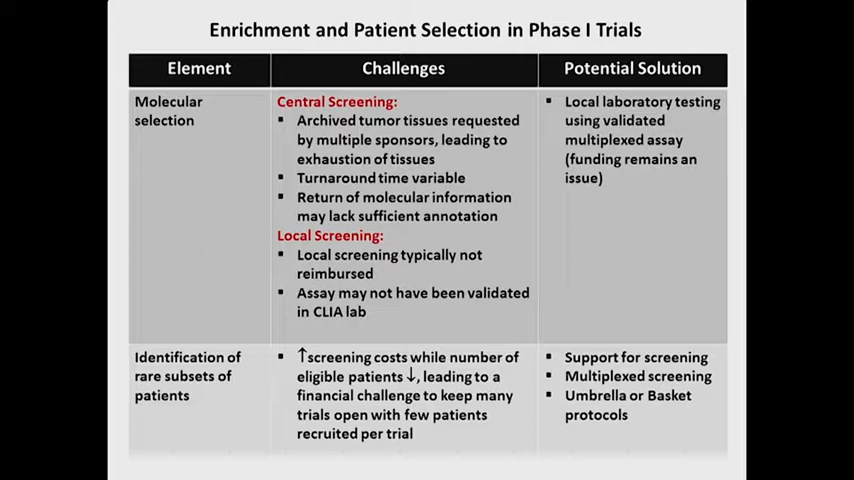 Enrichment and Patient Selection in Phase I Trials
Element
Challenges
Potential Solution
Molecular
selection
Central Screening:
▪ Archived tumor tissues requested
by multiple sponsors, leading to
exhaustion of tissues
▪ Turnaround time variable
▪ Return of molecular information
may lack sufficient annotation
Local Screening:
▪ Local screening typically not
reimbursed
▪ Assay may not have been validated
in CLIA lab
▪ Local laboratory testing
using validated
multiplexed assay
(funding remains an
issue)
Identification of
rare subsets of
patients
▪ ↑screening costs while number of
eligible patients ↓, leading to a
financial challenge to keep many
trials open with few patients
recruited per trial
▪ Support for screening
▪ Multiplexed screening
▪ Umbrella or Basket
protocols